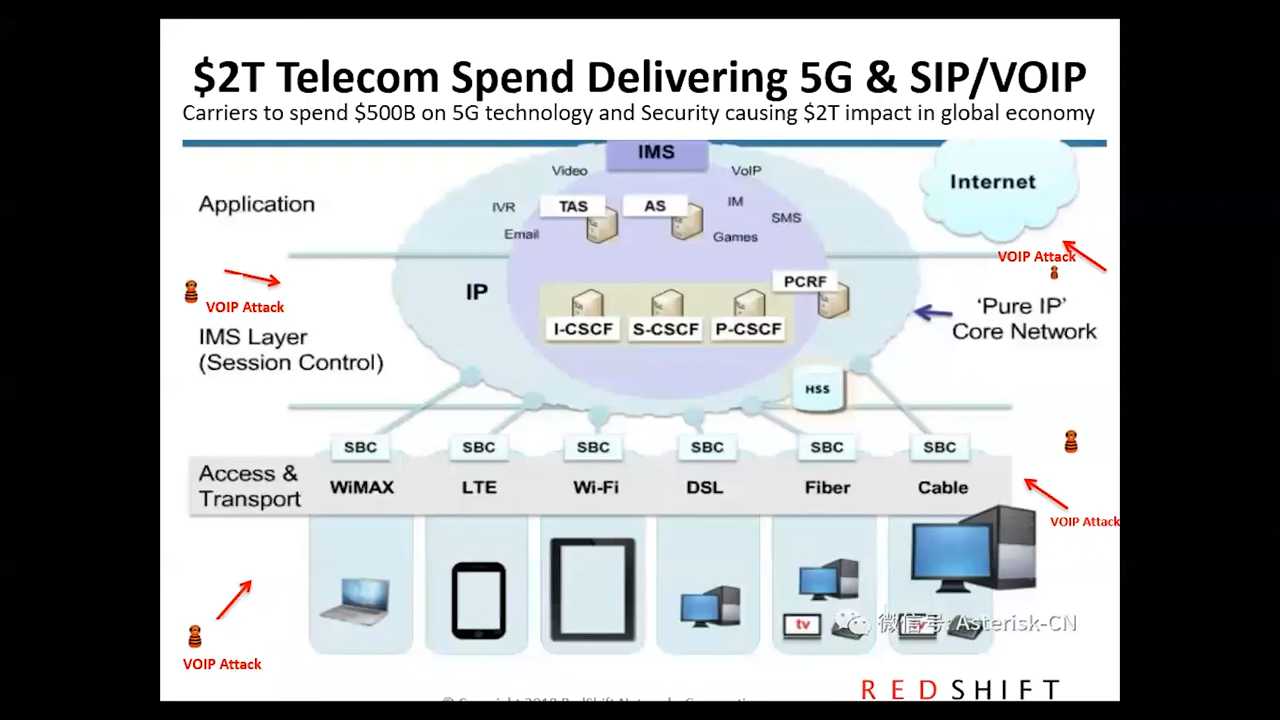 $2T Telecom Spend Delivering 5G & SIP/VOIP
Carriers to spend $500B on 5G technology and Security causing $2T impact in global economy
IMS
Video
VoIP
Internet
Application
IVR
TAS
AS
IM
SMS
Email
Games
VOIP Attack
VOIP Attack
IP
PCRF
'Pure IP'
Core Network
I-CSCF
S-CSCF
P-CSCF
IMS Layer
(Session Control)
HSS
SBC
SBC
SBC
SBC
SBC
SBC
Access &
Transport
WiMAX
LTE
Wi-Fi
DSL
Fiber
Cable
VOIP Attack
tv
微信号: Asterisk-CN
VOIP Attack
REDSHIFT